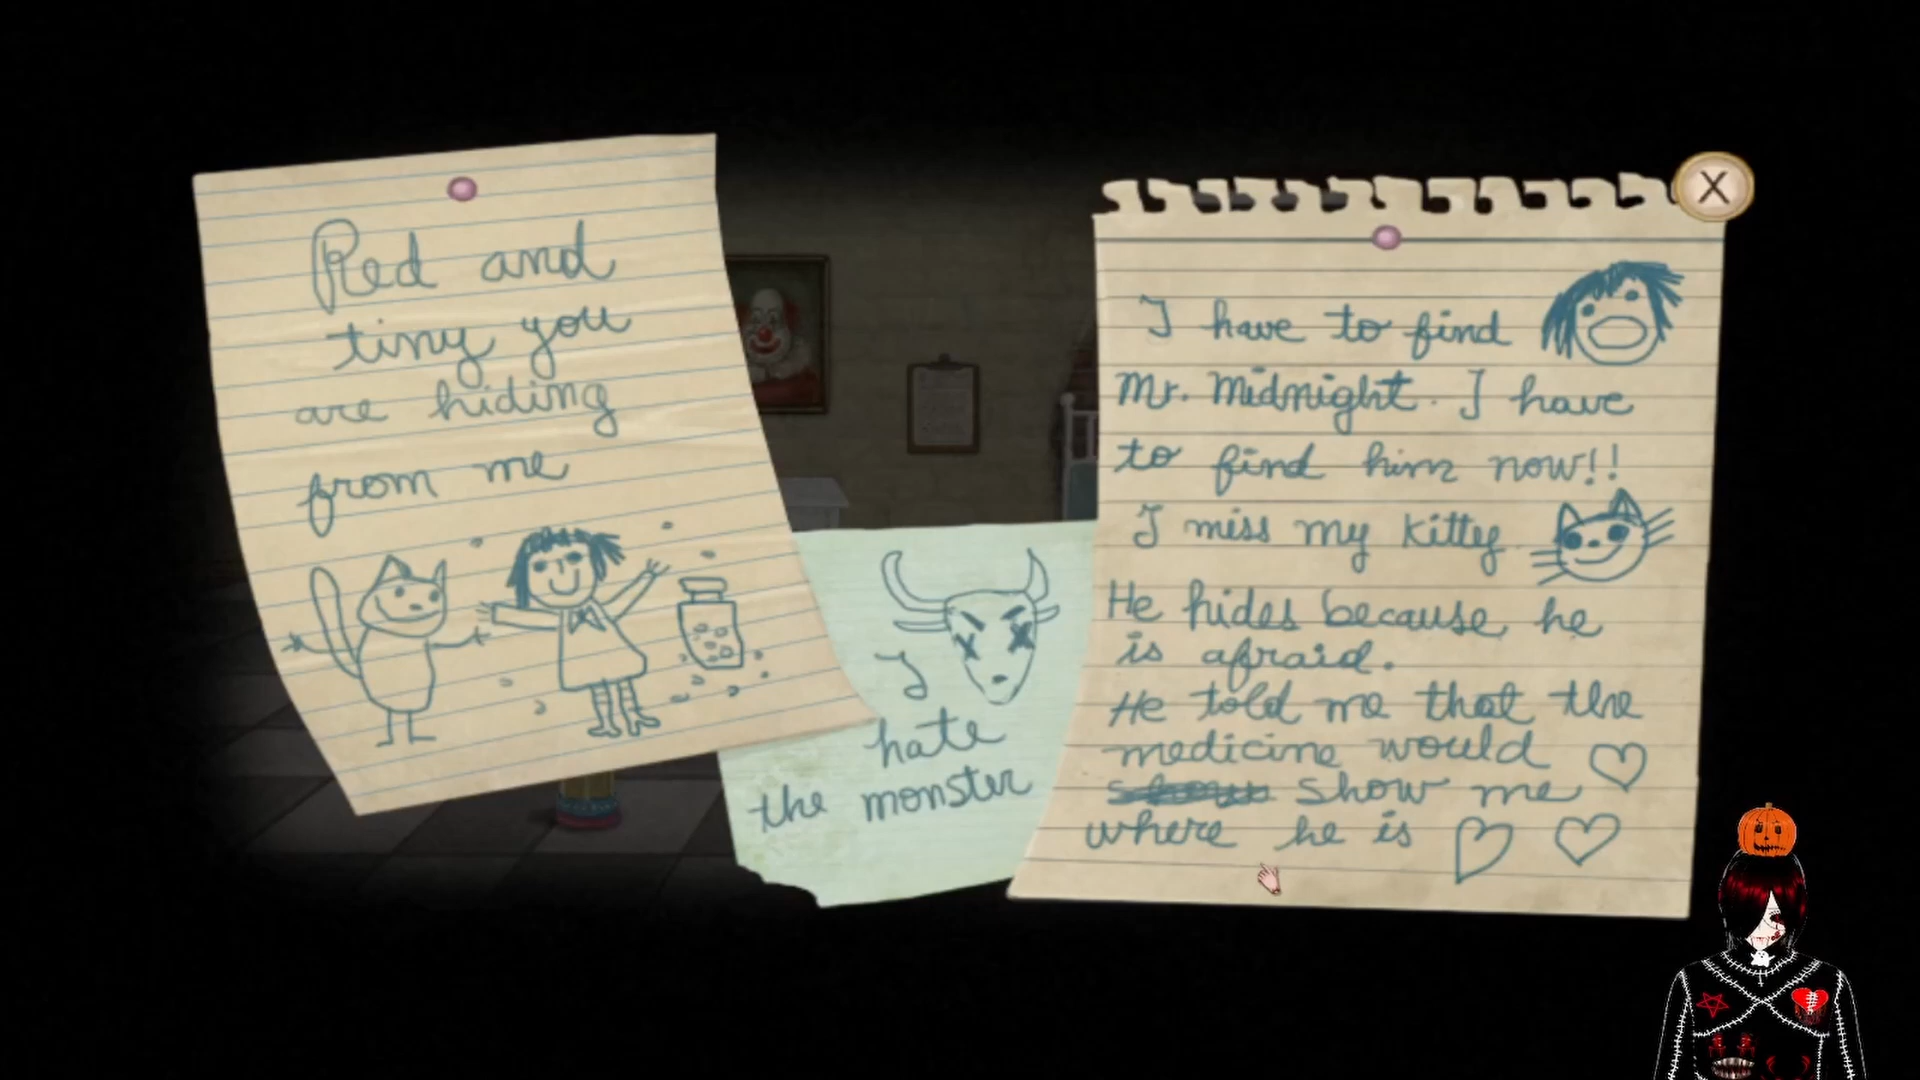 Red and
tiny you
are hiding
from me
I
hate
the monster
I have to find
Mr. Midnight. I have
to find him now!!
I miss my kitty
He hides because he
is afraid.
He told me that the
medicine would
show me
where he is
X